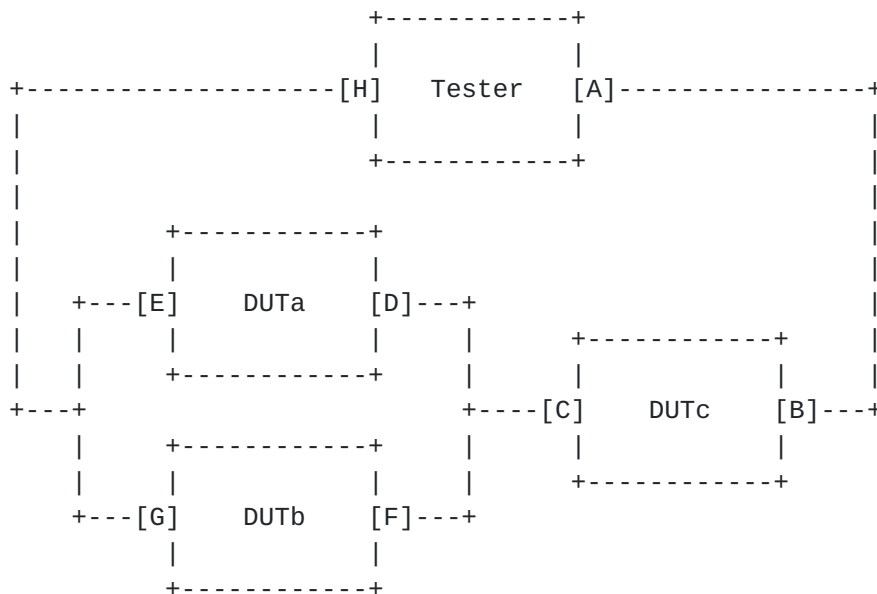 [H] Tester [A]
[E] DUTa [D]
[C] DUTc [B]
[G] DUTb [F]